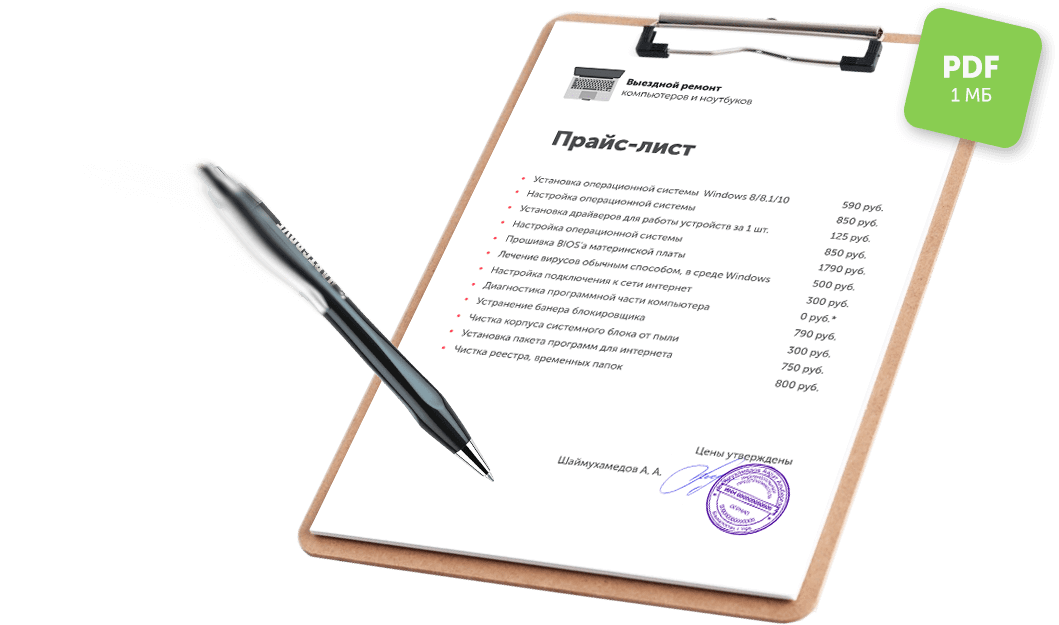 PDF
1 МБ
Выездной ремонт
компьютеров и ноутбуков
Прайс-лист
Установка операционной системы Windows 8/8.1/10 590 руб.
Настройка операционной системы 850 руб.
Установка драйверов для работы устройств за 1 шт. 125 руб.
Настройка операционной системы 850 руб.
Прошивка BIOS'а материнской платы 1790 руб.
Лечение вирусов обычным способом, в среде Windows 500 руб.
Настройка подключения к сети интернет 300 руб.
Диагностика программной части компьютера 0 руб.*
Устранение банера блокировщика 790 руб.
Чистка корпуса системного блока от пыли 300 руб.
Установка пакета программ для интернета 750 руб.
Чистка реестра, временных папок 800 руб.
Цены утверждены
Шаймухамедов А. А.